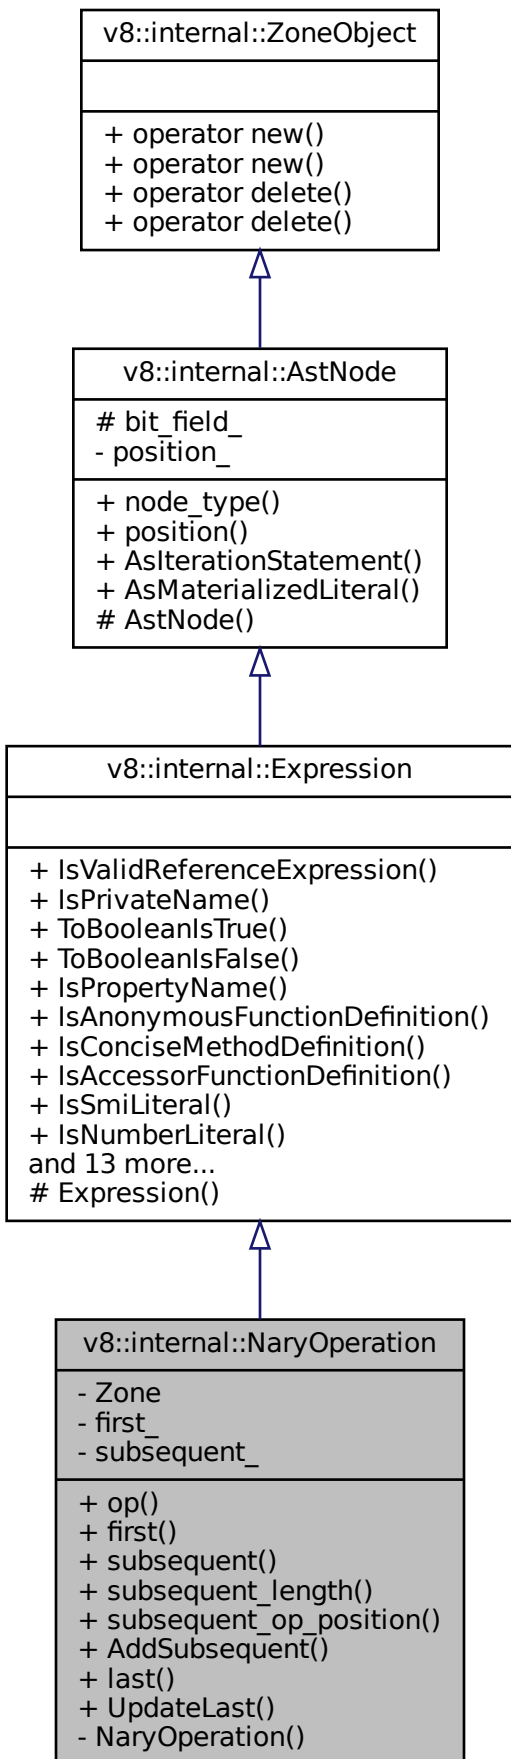 v8::internal::ZoneObject
+ operator new()
+ operator new()
+ operator delete()
+ operator delete()
v8::internal::AstNode
# bit_field_
- position_
+ node_type()
+ position()
+ AsIterationStatement()
+ AsMaterializedLiteral()
# AstNode()
v8::internal::Expression
+ IsValidReferenceExpression()
+ IsPrivateName()
+ ToBooleanIsTrue()
+ ToBooleanIsFalse()
+ IsPropertyName()
+ IsAnonymousFunctionDefinition()
+ IsConciseMethodDefinition()
+ IsAccessorFunctionDefinition()
+ IsSmiLiteral()
+ IsNumberLiteral()
and 13 more...
# Expression()
v8::internal::NaryOperation
- Zone
- first_
- subsequent_
+ op()
+ first()
+ subsequent()
+ subsequent_length()
+ subsequent_op_position()
+ AddSubsequent()
+ last()
+ UpdateLast()
- NaryOperation()